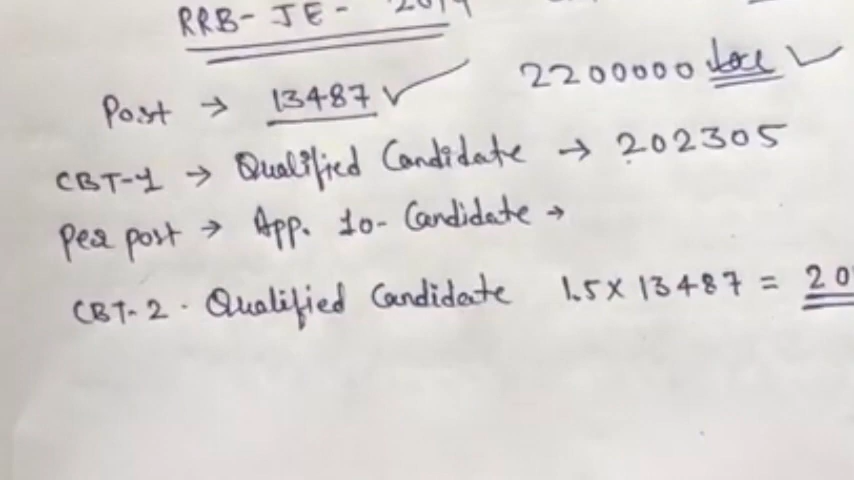 RRB- JE- 2019
Post → 13487 ✓ 2200000 ✓
CBT-1 → Qualified Candidate → 202305
Per post → App. 10- Candidate →
CBT-2 . Qualified Candidate 1.5 × 13487 = 20